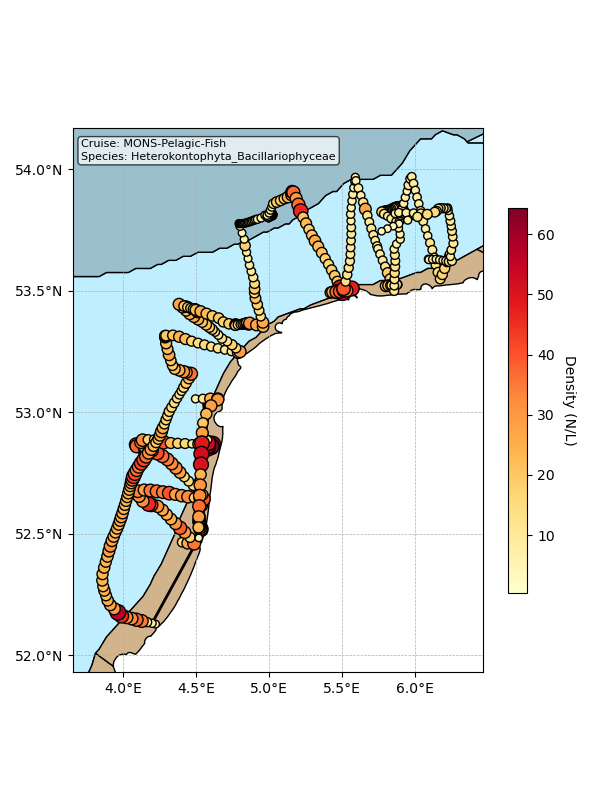 Cruise: MONS-Pelagic-Fish
Species: Heterokontophyta_Bacillariophyceae
54.0°N
53.5°N
53.0°N
52.5°N
52.0°N
4.0°E 4.5°E 5.0°E 5.5°E 6.0°E
60
50
40
30
20
10
Density (N/L)